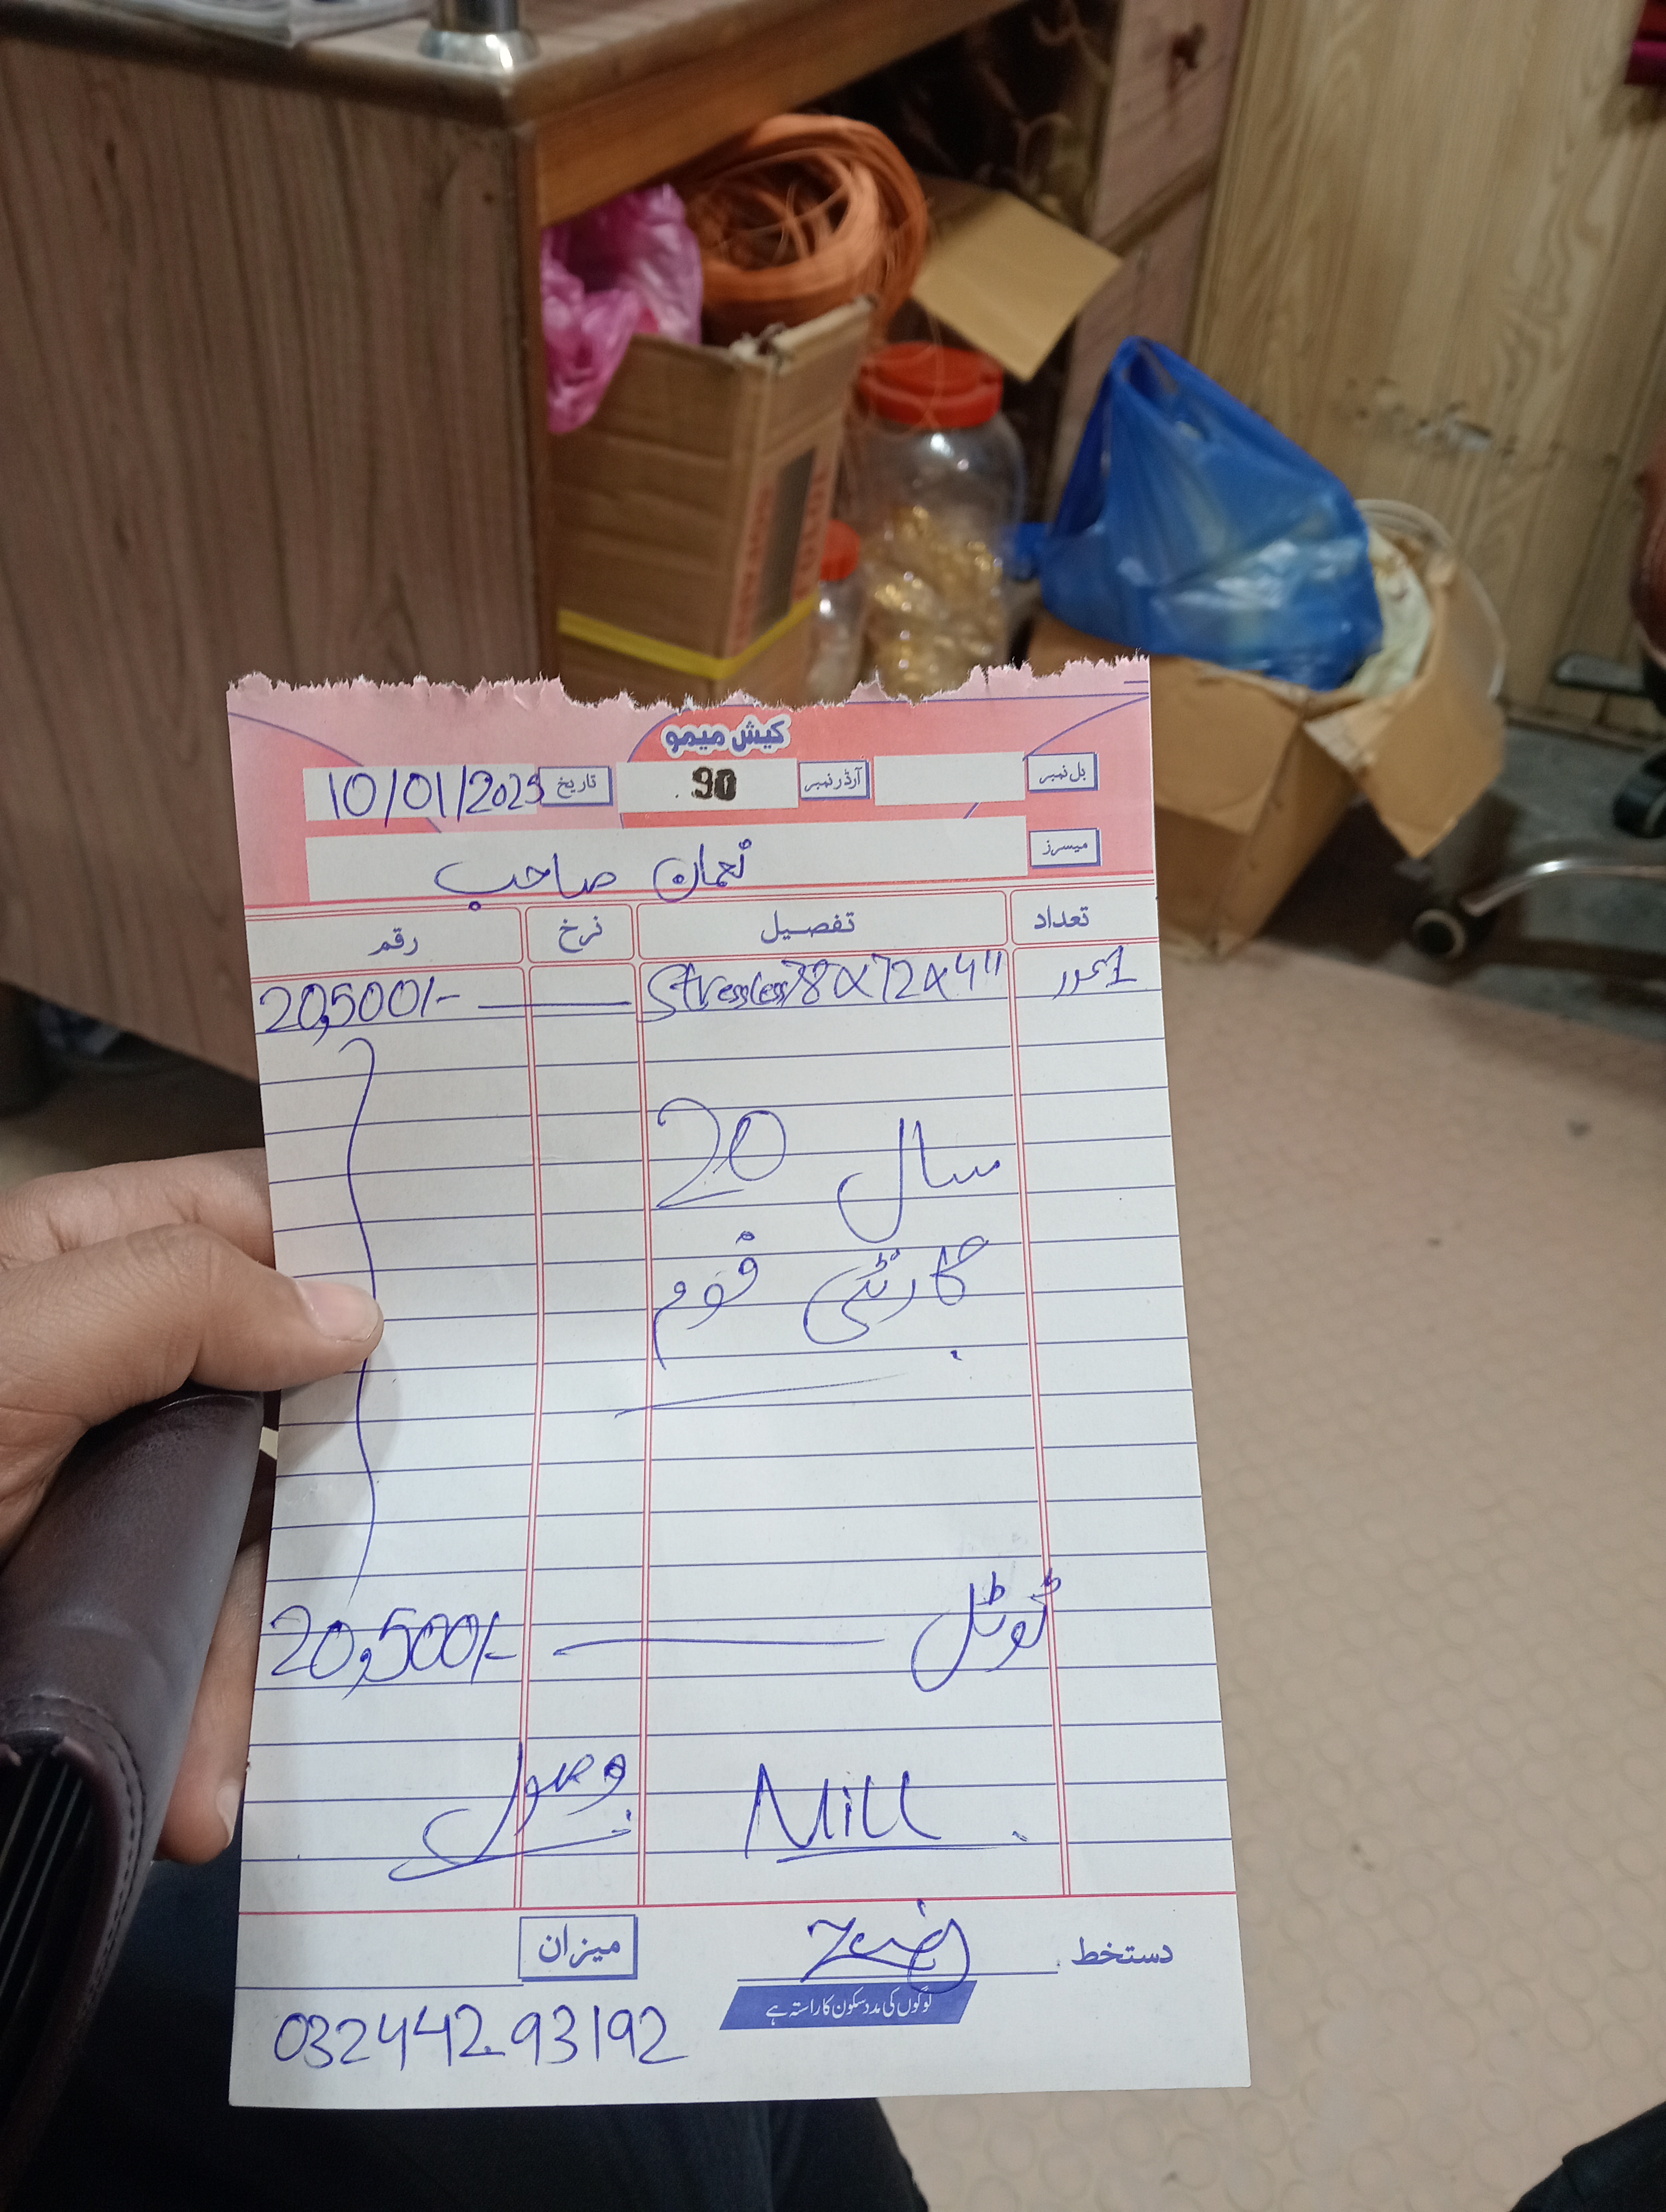 کیش میمو
بل نمبر آرڈر نمبر 90 تاریخ 10/01/2025
میسرز نعمان صاحب
تعداد تفصیل نرخ رقم
1 عدد Stressless 78x72x4" 20,500/-
20 سال
گارنٹی فوم
ٹوٹل 20,500/-
Nill وصول
دستخط میزان
لوگوں کی مدد سکون کا راستہ ہے
03244293192